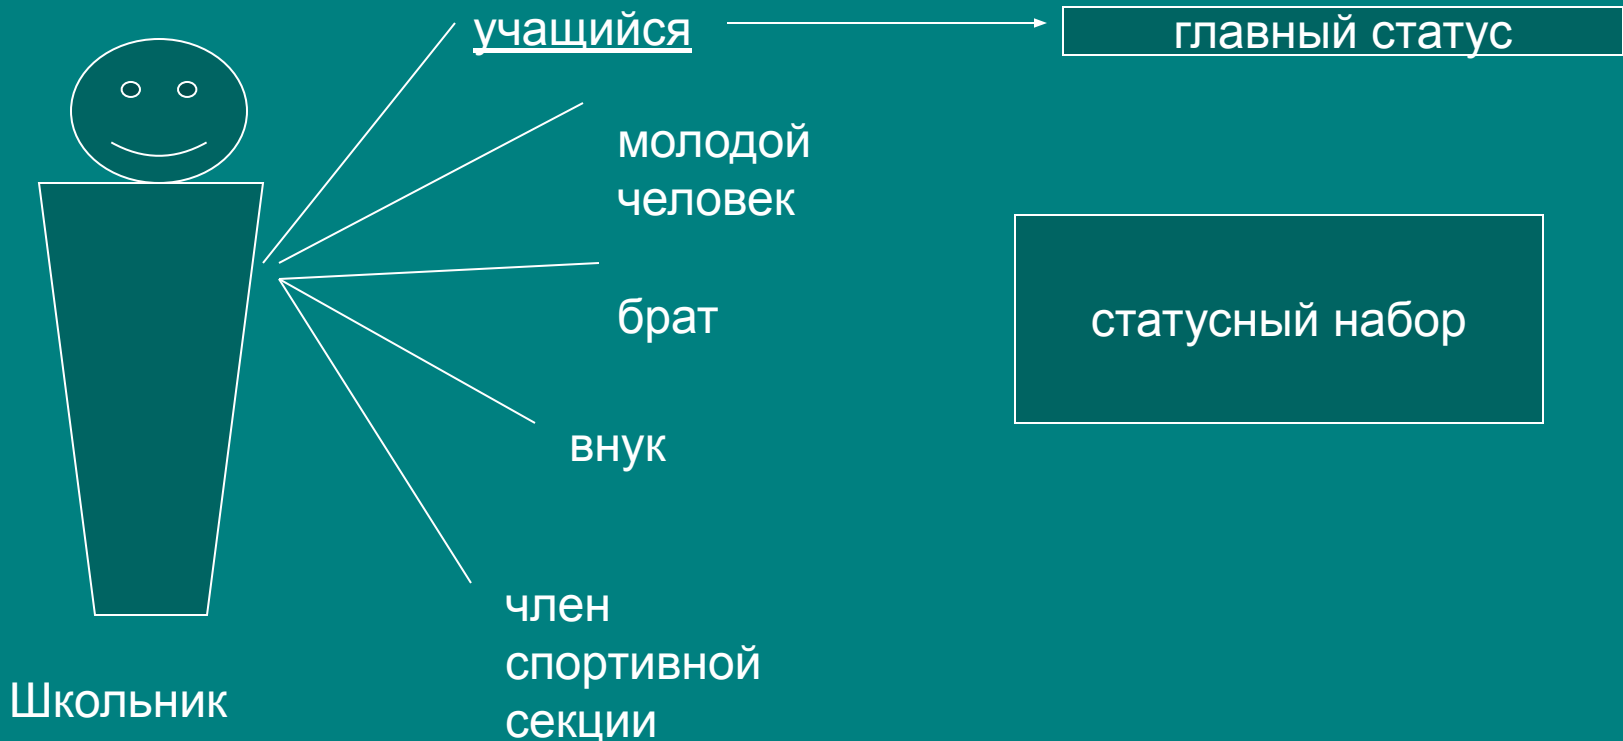 учащийся
главный статус
молодой
человек
статусный набор
брат
внук
член
спортивной
секции
Школьник